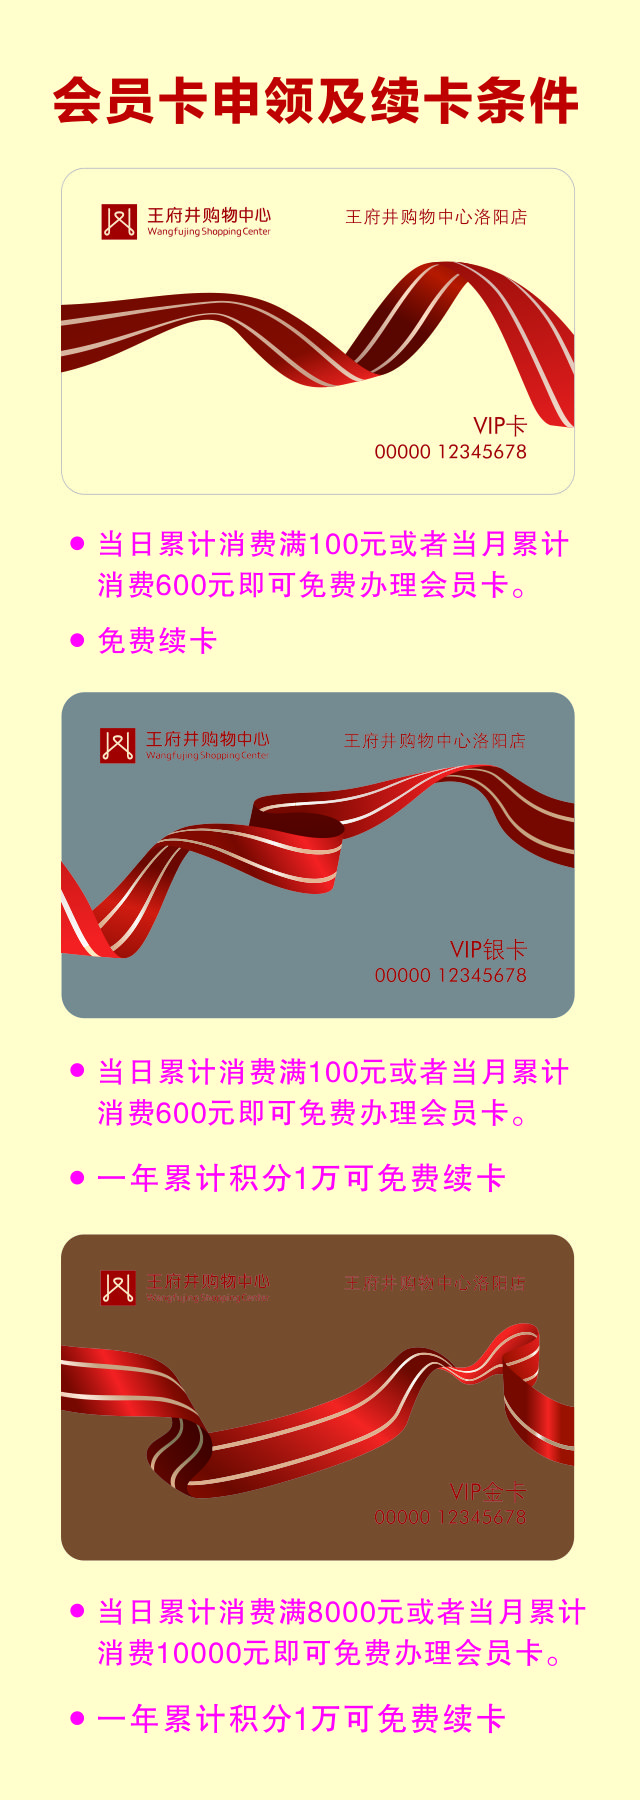 会员卡申领及续卡条件
王府井购物中心
Wangfujing Shopping Center
王府井购物中心洛阳店
VIP卡
00000 12345678
当日累计消费满100元或者当月累计
消费600元即可免费办理会员卡。
免费续卡
王府井购物中心
Wangfujing Shopping Center
王府井购物中心洛阳店
VIP银卡
00000 12345678
当日累计消费满100元或者当月累计
消费600元即可免费办理会员卡。
一年累计积分1万可免费续卡
王府井购物中心
Wangfujing Shopping Center
王府井购物中心洛阳店
VIP金卡
00000 12345678
当日累计消费满8000元或者当月累计
消费10000元即可免费办理会员卡。
一年累计积分1万可免费续卡